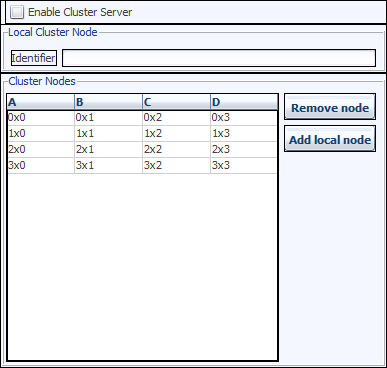 Enable Cluster Server
Local Cluster Node
Identifier
Cluster Nodes
A B C D
0x0 0x1 0x2 0x3
1x0 1x1 1x2 1x3
2x0 2x1 2x2 2x3
3x0 3x1 3x2 3x3
Remove node
Add local node